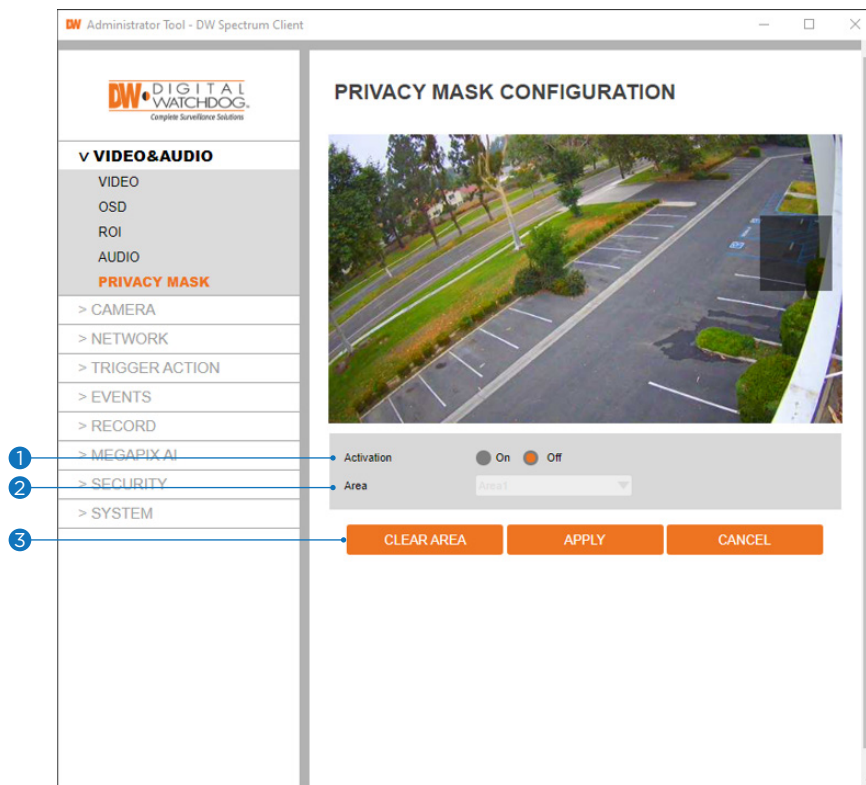 DW Administrator Tool - DW Spectrum Client
DW DIGITAL
WATCHDOG.
Complete Surveillance Solutions
PRIVACY MASK CONFIGURATION
v VIDEO&AUDIO
VIDEO
OSD
ROI
AUDIO
PRIVACY MASK
> CAMERA
> NETWORK
> TRIGGER ACTION
> EVENTS
> RECORD
> MEGAPIX AI
> SECURITY
> SYSTEM
1 Activation On Off
2 Area Area1
3 CLEAR AREA APPLY CANCEL